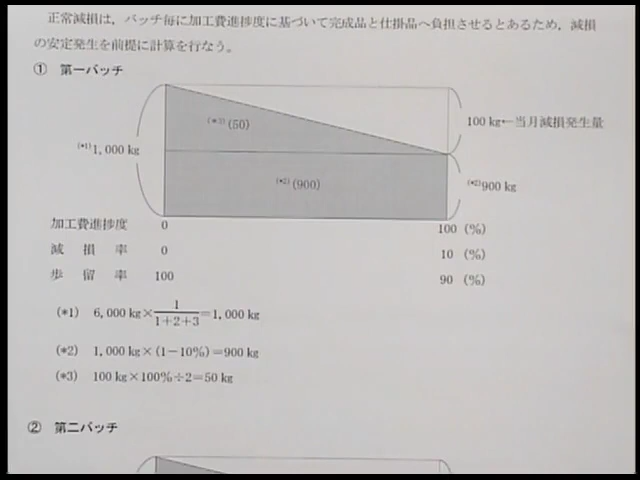 正常減損は，バッチ毎に加工費進捗度に基づいて完成品と仕掛品へ負担させるとあるため，減損
の安定発生を前提に計算を行なう。
① 第一バッチ
(*3)(50)
100 kg←当月減損発生量
(*1)1,000 kg
(*2)(900)
(*2)900 kg
加工費進捗度 0 100 (%)
減損率 0 10 (%)
歩留率 100 90 (%)
(*1) 6,000 kg×1/(1+2+3)=1,000 kg
(*2) 1,000 kg×(1−10%)=900 kg
(*3) 100 kg×100%÷2=50 kg
② 第二バッチ